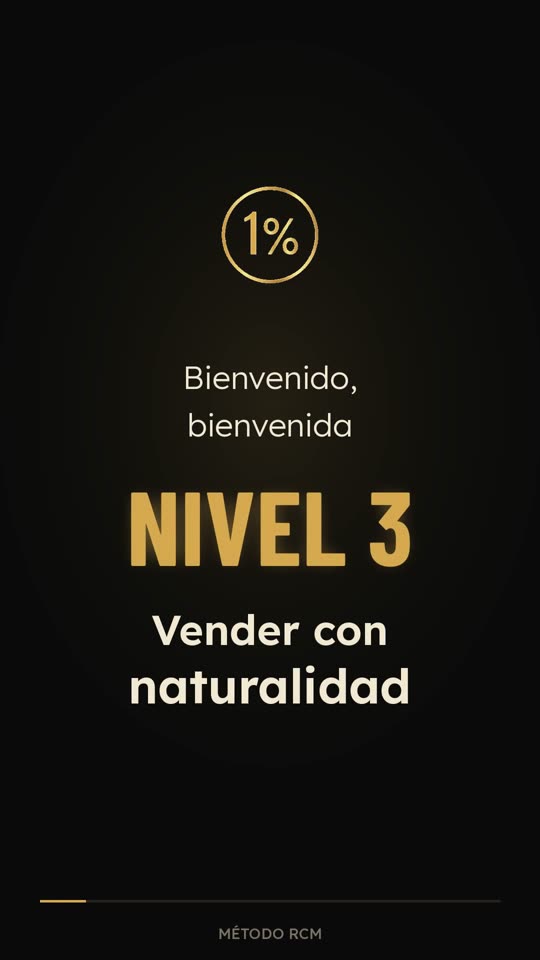 1%
Bienvenido,
bienvenida
NIVEL 3
Vender con
naturalidad
MÉTODO RCM